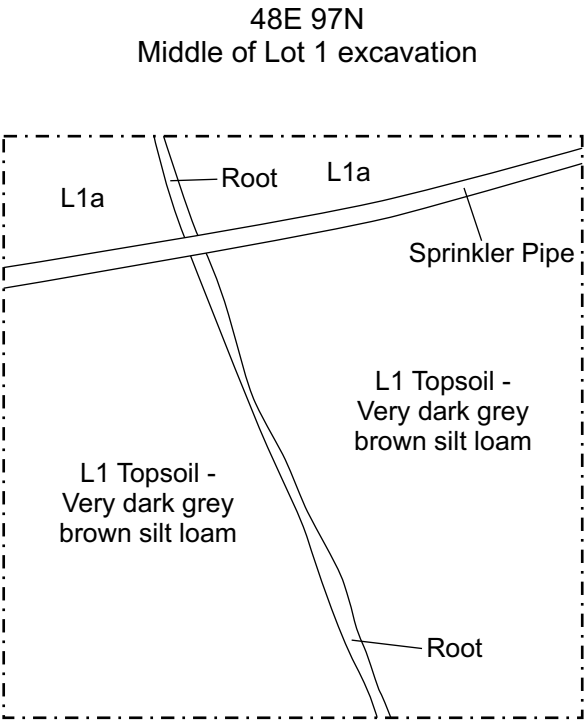 48E 97N
Middle of Lot 1 excavation
Root
L1a
L1a
Sprinkler Pipe
L1 Topsoil -
Very dark grey
brown silt loam
L1 Topsoil -
Very dark grey
brown silt loam
Root